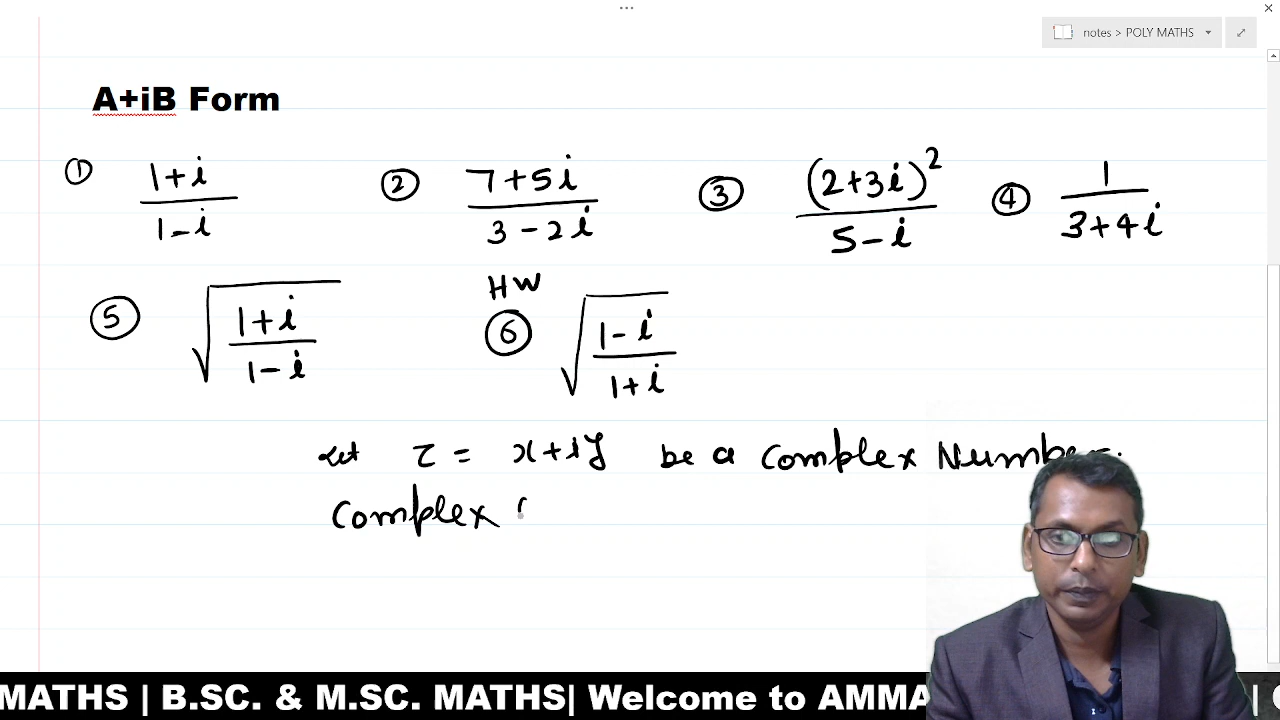 ...
notes > POLY MATHS
A+iB Form
① 1+i / 1-i ② 7+5i / 3-2i ③ (2+3i)² / 5-i ④ 1 / 3+4i
HW
⑤ √(1+i / 1-i) ⑥ √(1-i / 1+i)
Let z = x+iy be a complex Number.
Complex
MATHS | B.SC. & M.SC. MATHS| Welcome to AMMA